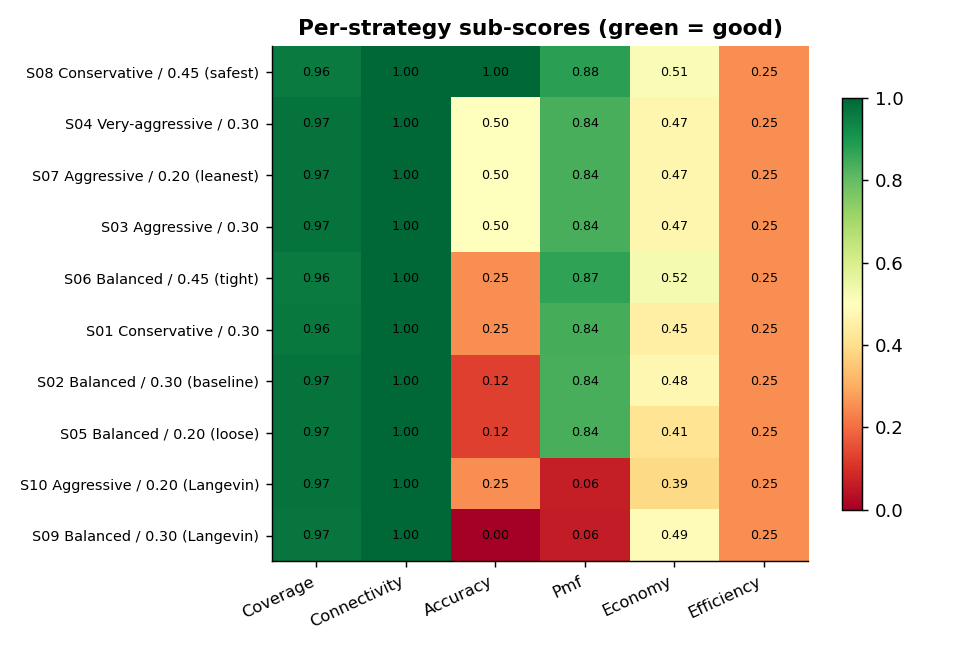 Per-strategy sub-scores (green = good)
S08 Conservative / 0.45 (safest) 0.96 1.00 1.00 0.88 0.51 0.25
S04 Very-aggressive / 0.30 0.97 1.00 0.50 0.84 0.47 0.25
S07 Aggressive / 0.20 (leanest) 0.97 1.00 0.50 0.84 0.47 0.25
S03 Aggressive / 0.30 0.97 1.00 0.50 0.84 0.47 0.25
S06 Balanced / 0.45 (tight) 0.96 1.00 0.25 0.87 0.52 0.25
S01 Conservative / 0.30 0.96 1.00 0.25 0.84 0.45 0.25
S02 Balanced / 0.30 (baseline) 0.97 1.00 0.12 0.84 0.48 0.25
S05 Balanced / 0.20 (loose) 0.97 1.00 0.12 0.84 0.41 0.25
S10 Aggressive / 0.20 (Langevin) 0.97 1.00 0.25 0.06 0.39 0.25
S09 Balanced / 0.30 (Langevin) 0.97 1.00 0.00 0.06 0.49 0.25
Coverage Connectivity Accuracy Pmf Economy Efficiency
1.0
0.8
0.6
0.4
0.2
0.0